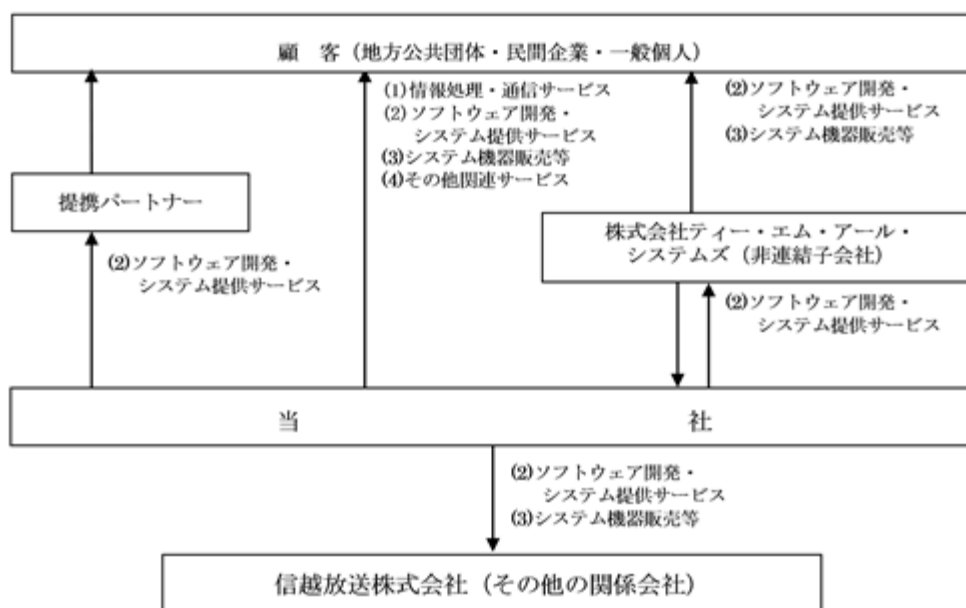 顧 客（地方公共団体・民間企業・一般個人）
(1)情報処理・通信サービス
(2)ソフトウェア開発・
システム提供サービス
(3)システム機器販売等
(4)その他関連サービス
(2)ソフトウェア開発・
システム提供サービス
(3)システム機器販売等
提携パートナー
株式会社ティー・エム・アール・
システムズ（非連結子会社）
(2)ソフトウェア開発・
システム提供サービス
(2)ソフトウェア開発・
システム提供サービス
当 社
(2)ソフトウェア開発・
システム提供サービス
(3)システム機器販売等
信越放送株式会社（その他の関係会社）